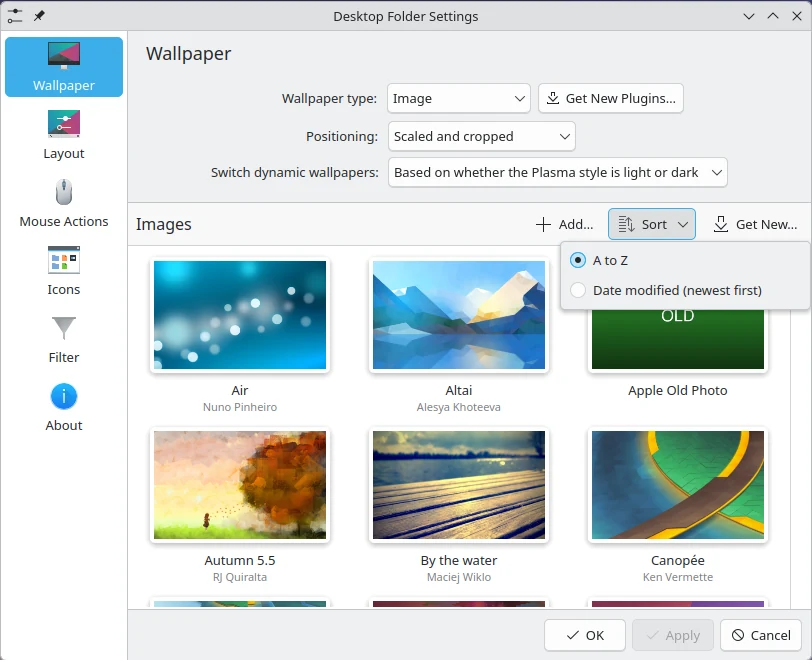 Desktop Folder Settings
Wallpaper
Layout
Mouse Actions
Icons
Filter
About
Wallpaper
Wallpaper type: Image Get New Plugins...
Positioning: Scaled and cropped
Switch dynamic wallpapers: Based on whether the Plasma style is light or dark
Images Add... Sort Get New...
A to Z
Date modified (newest first)
OLD
Air Altai Apple Old Photo
Nuno Pinheiro Alesya Khoteeva
Autumn 5.5 By the water Canopée
RJ Quiralta Maciej Wiklo Ken Vermette
OK Apply Cancel